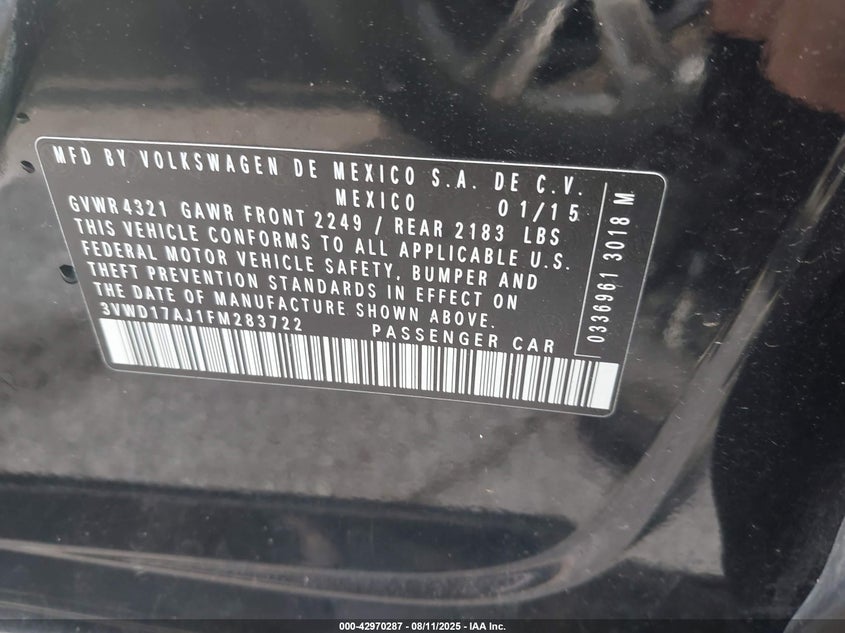 MFD BY VOLKSWAGEN DE MEXICO S.A. DE C.V.
MEXICO 01/15
GVWR 4321 GAWR FRONT 2249 / REAR 2183 LBS
THIS VEHICLE CONFORMS TO ALL APPLICABLE U.S.
FEDERAL MOTOR VEHICLE SAFETY, BUMPER AND
THEFT PREVENTION STANDARDS IN EFFECT ON
THE DATE OF MANUFACTURE SHOWN ABOVE.
3VWD17AJ1FM283722 PASSENGER CAR
0336961 3018 M
000-42970287 - 08/11/2025 - IAA Inc.